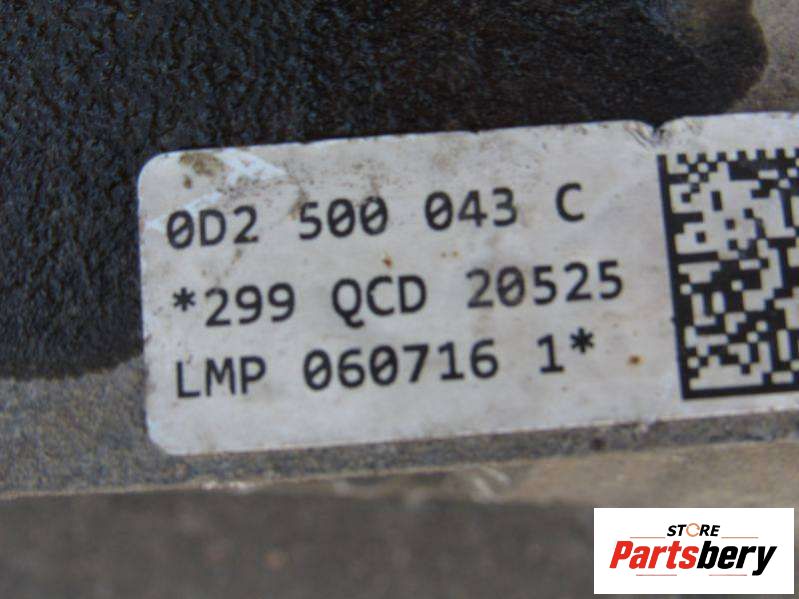 0D2 500 043 C
*299 QCD 20525
LMP 060716 1*
STORE
Partsbery